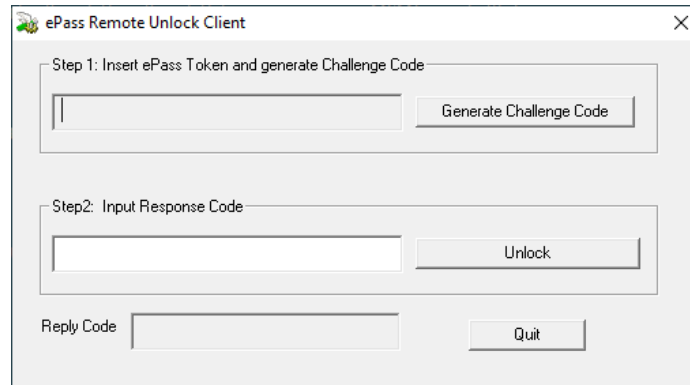 ePass Remote Unlock Client
Step 1: Insert ePass Token and generate Challenge Code
Generate Challenge Code
Step2: Input Response Code
Unlock
Reply Code
Quit